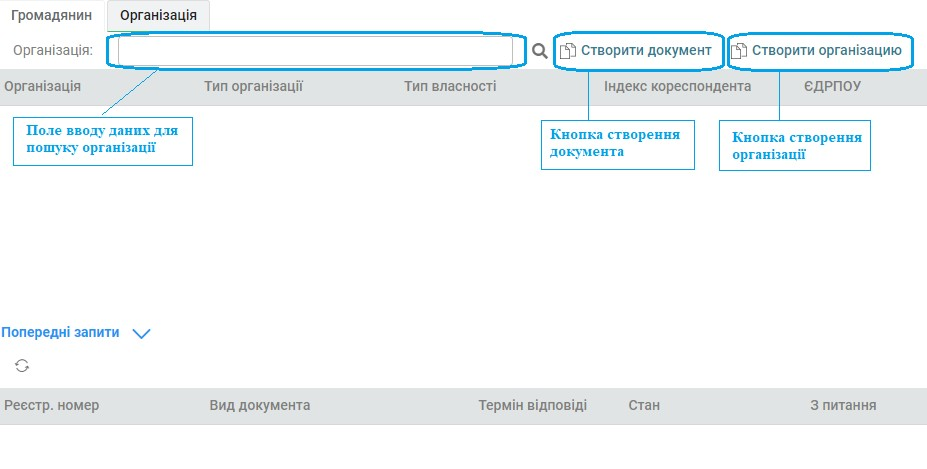 Громадянин Організація
Організація: Створити документ Створити організацію
Організація Тип організації Тип власності Індекс кореспондента ЄДРПОУ
Поле вводу даних для
пошуку організації
Кнопка створення
документа
Кнопка створення
організації
Попередні запити
Реєстр. номер Вид документа Термін відповіді Стан З питання